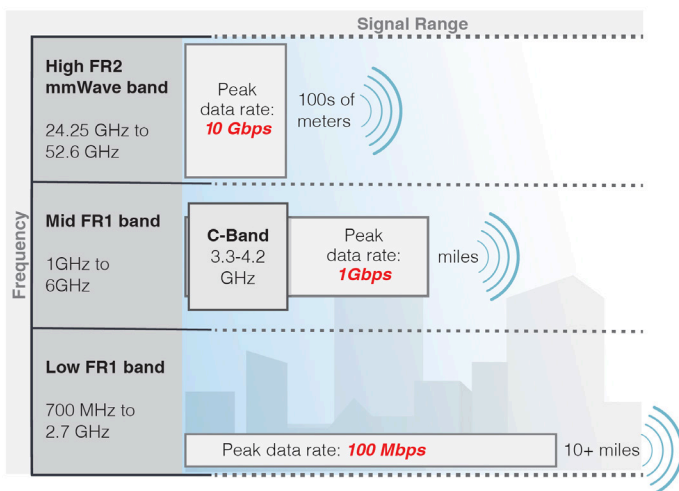 Signal Range
Frequency
High FR2
mmWave band
24.25 GHz to
52.6 GHz
Peak
data rate:
10 Gbps
100s of
meters
Mid FR1 band
1GHz to
6GHz
C-Band
3.3-4.2
GHz
Peak
data rate:
1Gbps
miles
Low FR1 band
700 MHz to
2.7 GHz
Peak data rate: 100 Mbps
10+ miles